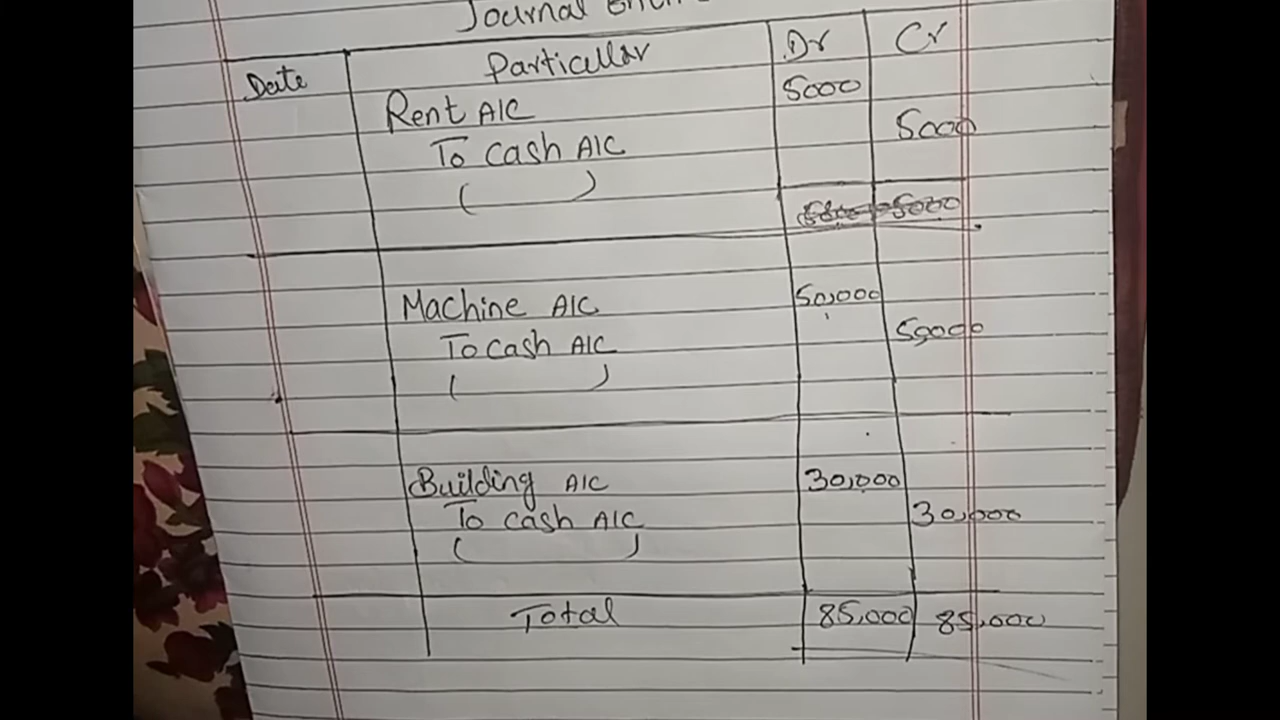 Journal
Date Particular Dr Cr
Rent A/C 5000
To Cash A/C 5000
( )
5000
Machine A/C 50,000
To Cash A/C 50,000
( )
Building A/C 30,000
To Cash A/C 30,000
( )
Total 85,000 85,000